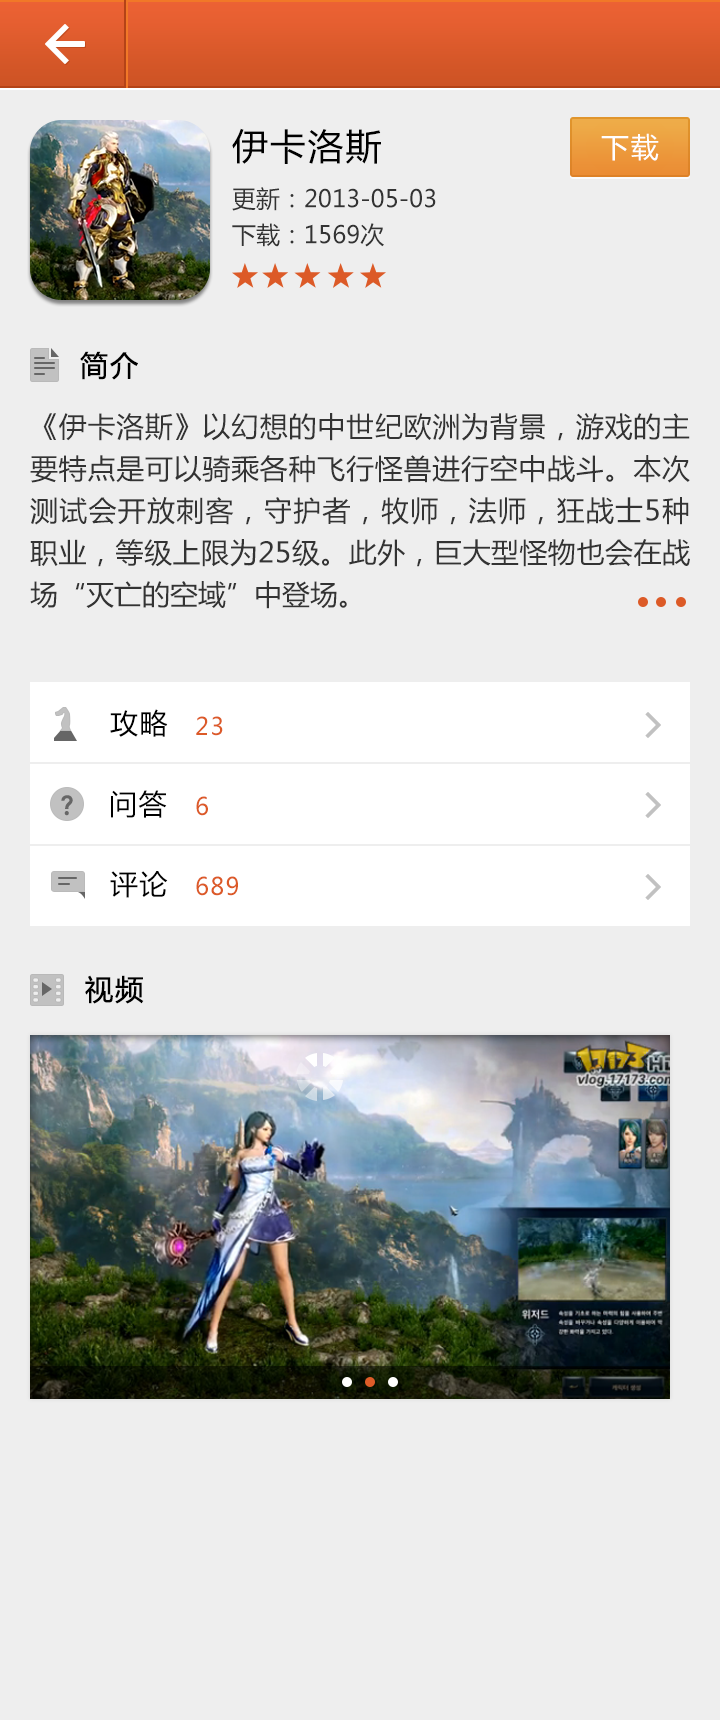 伊卡洛斯
下载
更新：2013-05-03
下载：1569次
简介
《伊卡洛斯》以幻想的中世纪欧洲为背景，游戏的主
要特点是可以骑乘各种飞行怪兽进行空中战斗。本次
测试会开放刺客，守护者，牧师，法师，狂战士5种
职业，等级上限为25级。此外，巨大型怪物也会在战
场“灭亡的空域”中登场。
攻略 23
问答 6
评论 689
视频
17173 HD
vlog.17173.com
위저드